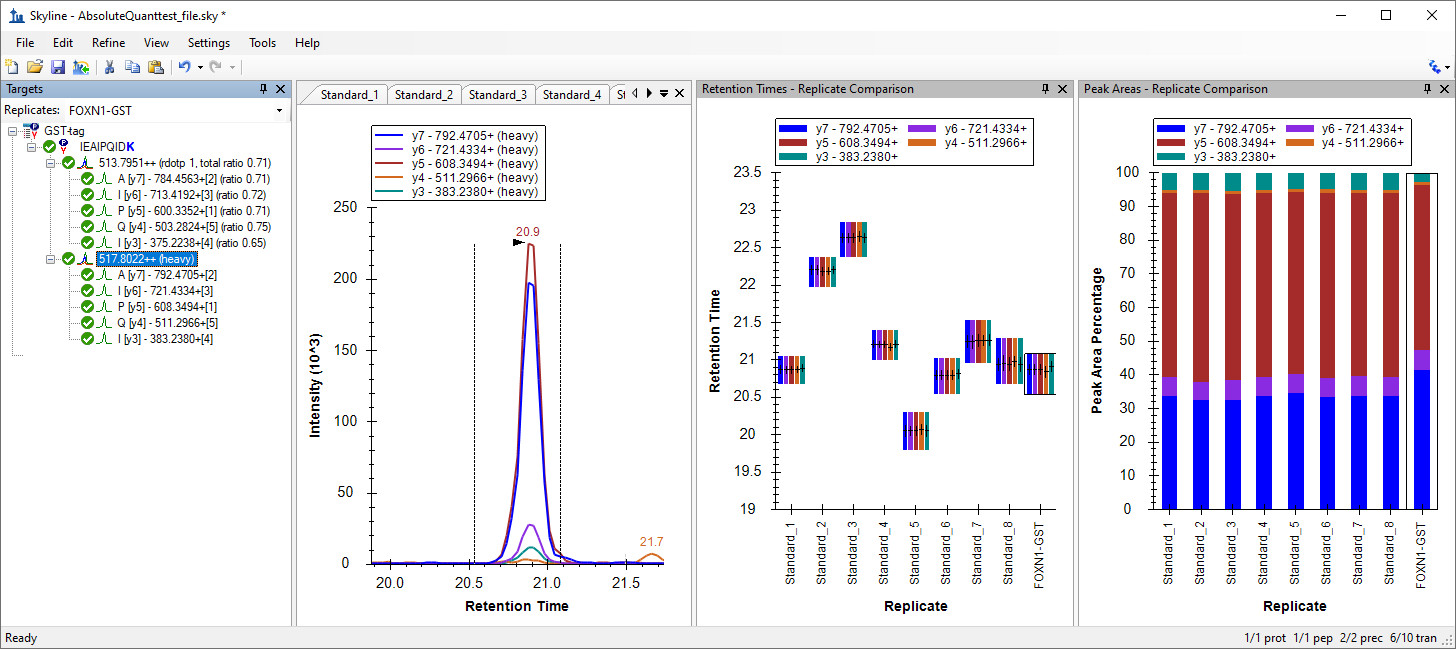 Skyline - AbsoluteQuanttest_file.sky *
File Edit Refine View Settings Tools Help
Targets
Replicates: FOXN1-GST
GST-tag
IEAIPQIDK
513.7951++ (rdotp 1, total ratio 0.71)
A [y7] - 784.4563+[2] (ratio 0.71)
I [y6] - 713.4192+[3] (ratio 0.72)
P [y5] - 600.3352+[1] (ratio 0.71)
Q [y4] - 503.2824+[5] (ratio 0.75)
I [y3] - 375.2238+[4] (ratio 0.65)
517.8022++ (heavy)
A [y7] - 792.4705+[2]
I [y6] - 721.4334+[3]
P [y5] - 608.3494+[1]
Q [y4] - 511.2966+[5]
I [y3] - 383.2380+[4]
Standard_1 Standard_2 Standard_3 Standard_4 St
y7 - 792.4705+ (heavy)
y6 - 721.4334+ (heavy)
y5 - 608.3494+ (heavy)
y4 - 511.2966+ (heavy)
y3 - 383.2380+ (heavy)
250
200
150
100
50
0
Intensity (10^3)
20.9
21.7
20.0 20.5 21.0 21.5
Retention Time
Retention Times - Replicate Comparison
y7 - 792.4705+ y6 - 721.4334+
y5 - 608.3494+ y4 - 511.2966+
y3 - 383.2380+
23.5
23
22.5
22
21.5
21
20.5
20
19.5
19
Retention Time
Standard_1
Standard_2
Standard_3
Standard_4
Standard_5
Standard_6
Standard_7
Standard_8
FOXN1-GST
Replicate
Peak Areas - Replicate Comparison
y7 - 792.4705+ y6 - 721.4334+
y5 - 608.3494+ y4 - 511.2966+
y3 - 383.2380+
100
90
80
70
60
50
40
30
20
10
0
Peak Area Percentage
Standard_1
Standard_2
Standard_3
Standard_4
Standard_5
Standard_6
Standard_7
Standard_8
FOXN1-GST
Replicate
Ready
1/1 prot 1/1 pep 2/2 prec 6/10 tran